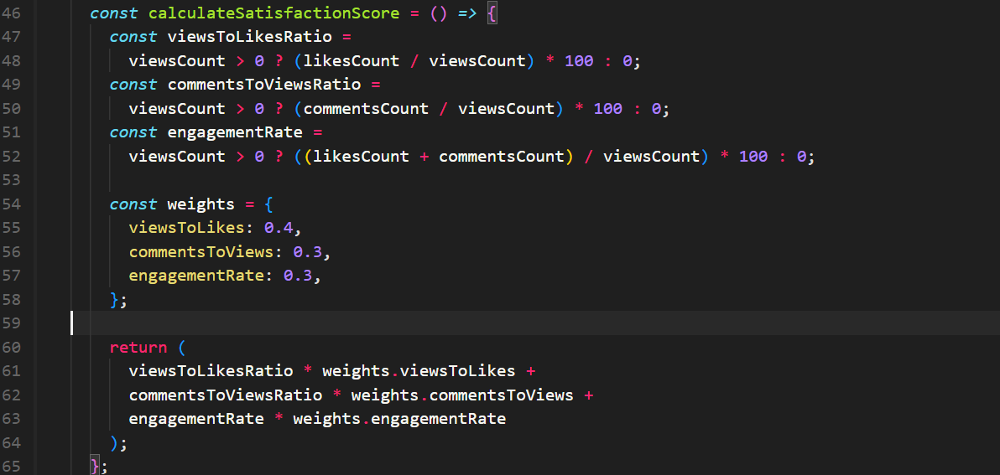 46 const calculateSatisfactionScore = () => {
47 const viewsToLikesRatio =
48 viewsCount > 0 ? (likesCount / viewsCount) * 100 : 0;
49 const commentsToViewsRatio =
50 viewsCount > 0 ? (commentsCount / viewsCount) * 100 : 0;
51 const engagementRate =
52 viewsCount > 0 ? ((likesCount + commentsCount) / viewsCount) * 100 : 0;
53
54 const weights = {
55 viewsToLikes: 0.4,
56 commentsToViews: 0.3,
57 engagementRate: 0.3,
58 };
59
60 return (
61 viewsToLikesRatio * weights.viewsToLikes +
62 commentsToViewsRatio * weights.commentsToViews +
63 engagementRate * weights.engagementRate
64 );
65 };